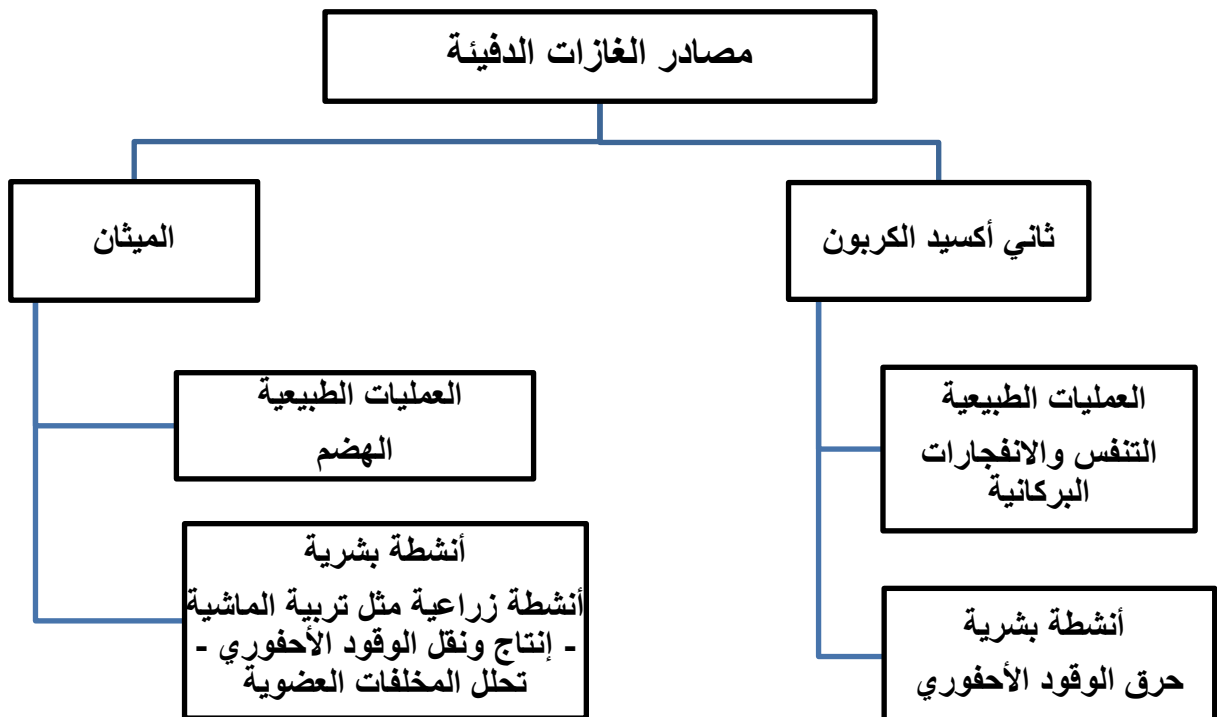 مصادر الغازات الدفيئة
ثاني أكسيد الكربون
العمليات الطبيعية
التنفس والانفجارات
البركانية
أنشطة بشرية
حرق الوقود الأحفوري
الميثان
العمليات الطبيعية
الهضم
أنشطة بشرية
أنشطة زراعية مثل تربية الماشية
- إنتاج ونقل الوقود الأحفوري -
تحلل المخلفات العضوية